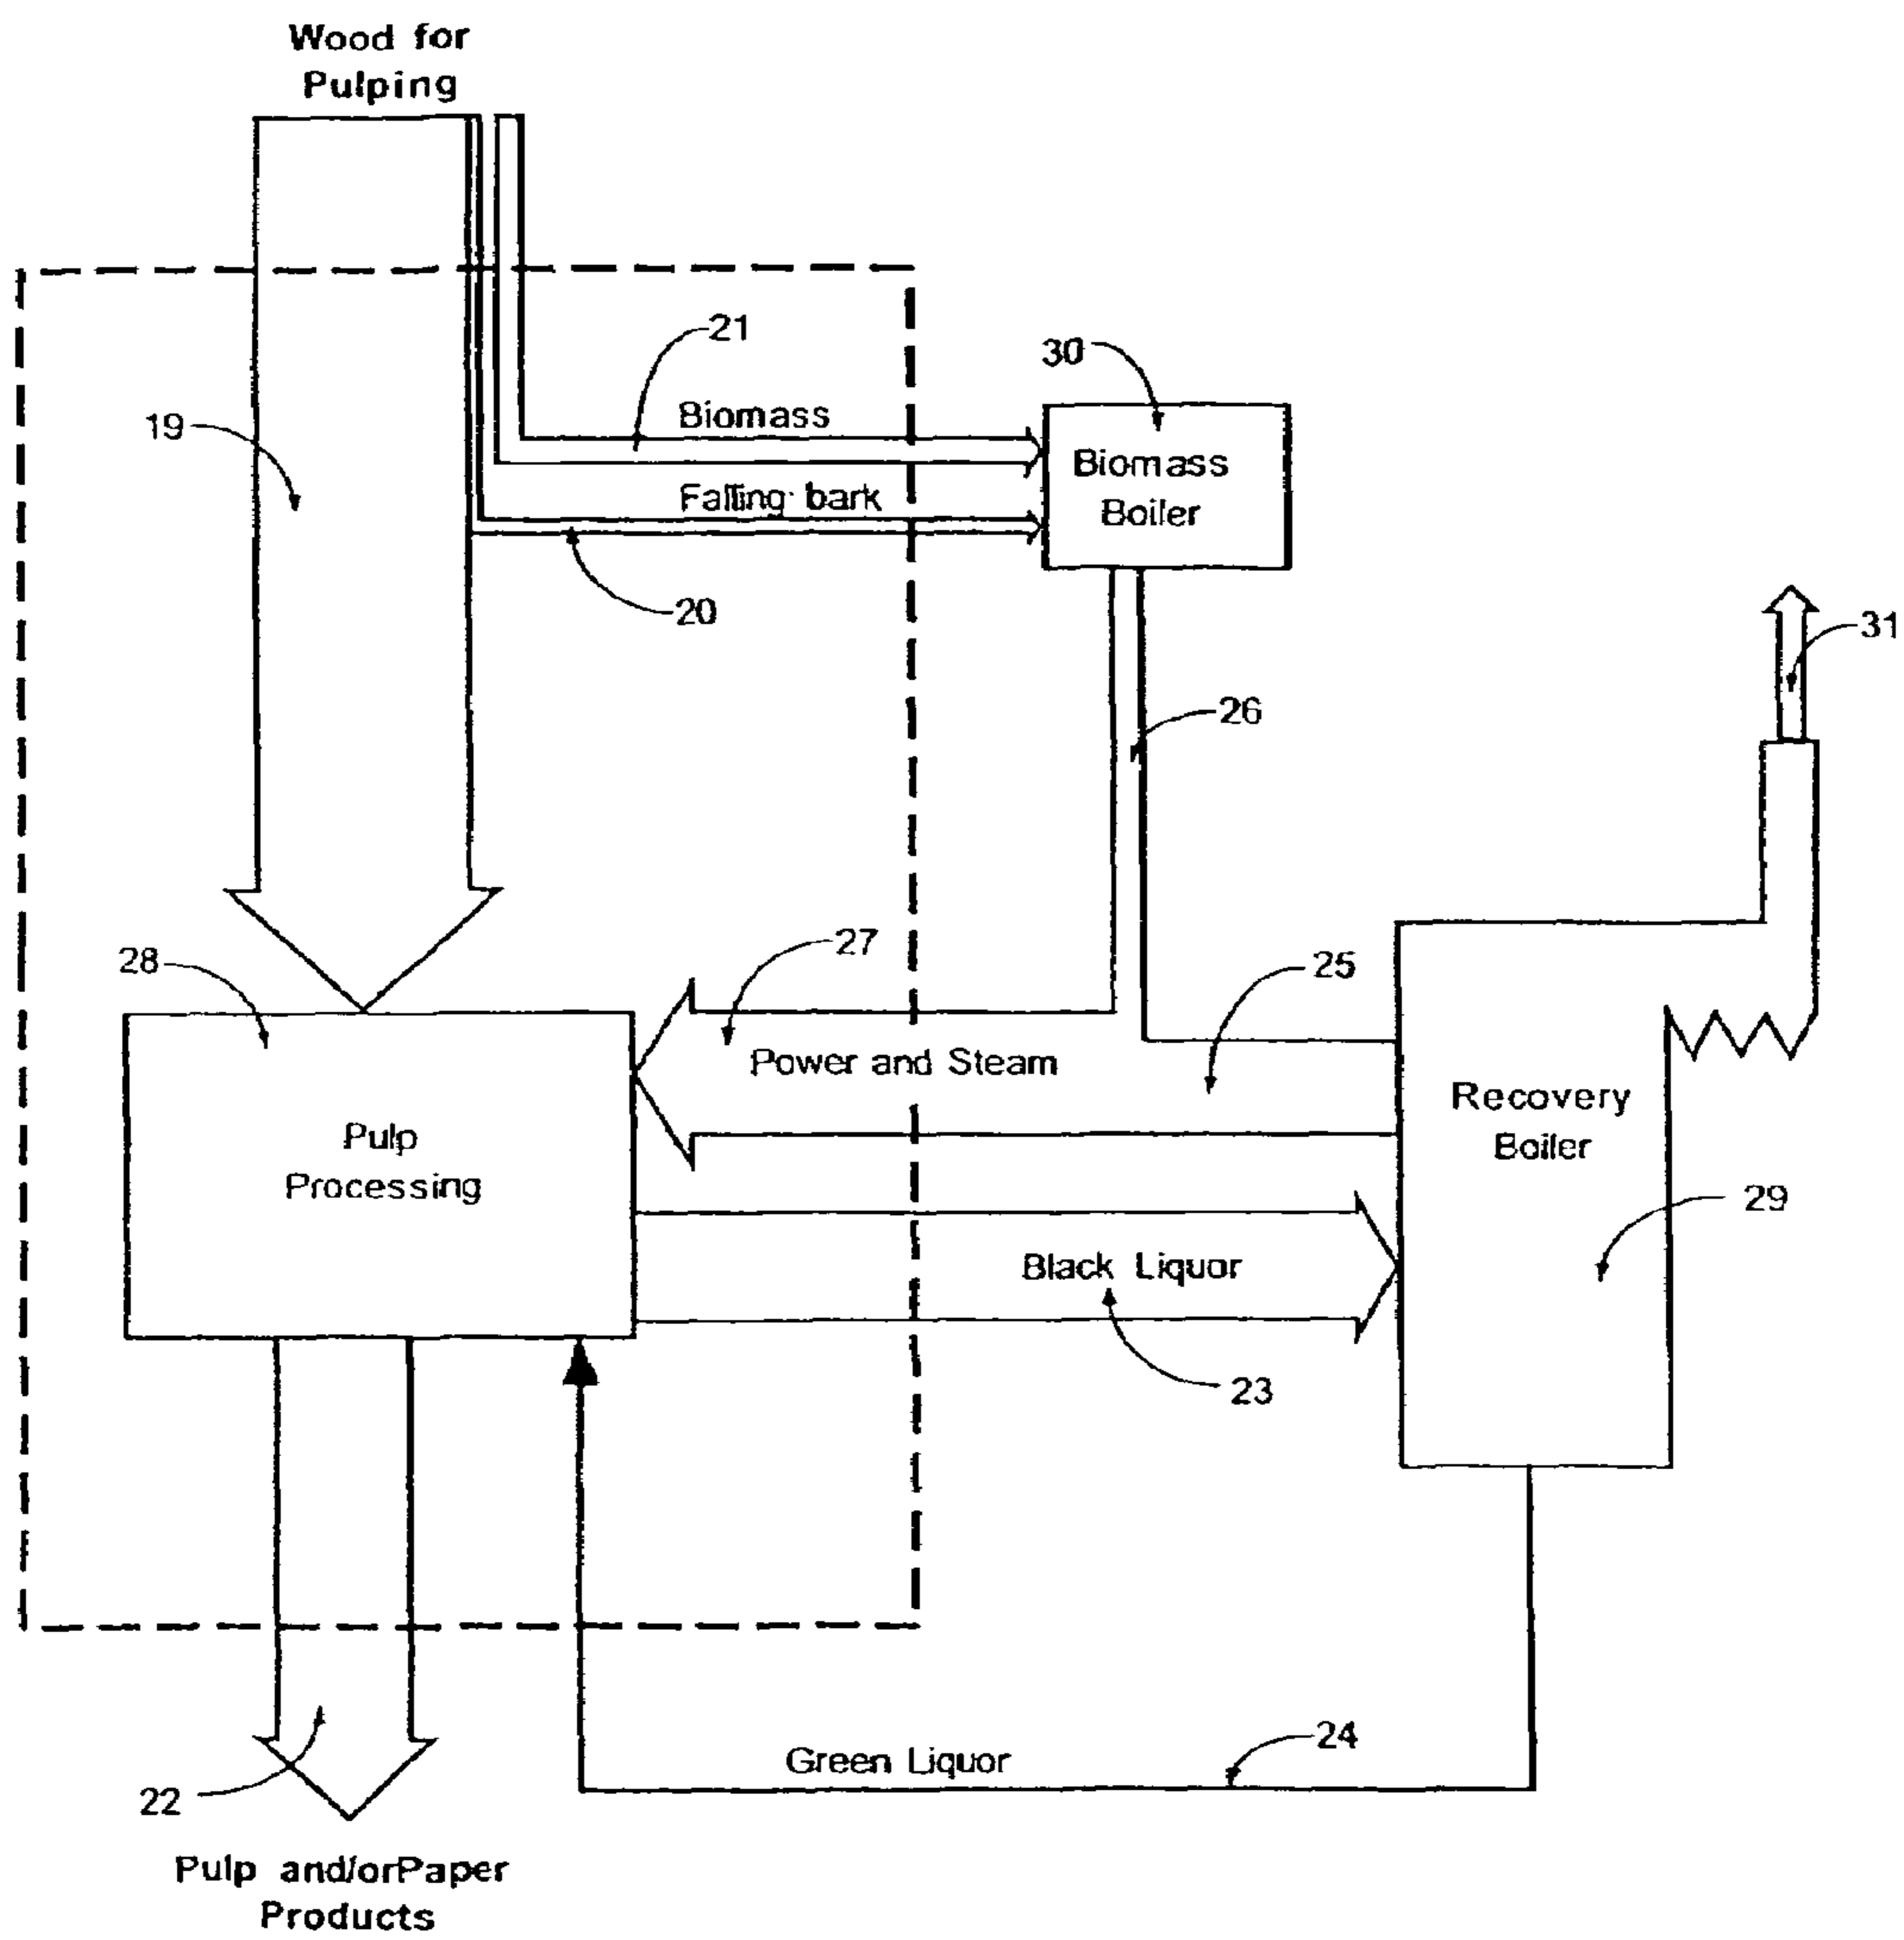 Wood for
Pulping
21
30
Biomass
19
Biomass
Boiler
Falling bark
20
31
26
27
28
25
Power and Steam
Recovery
Boiler
Pulp
Processing
29
Black Liquor
23
24
Green Liquor
22
Pulp and/orPaper
Products